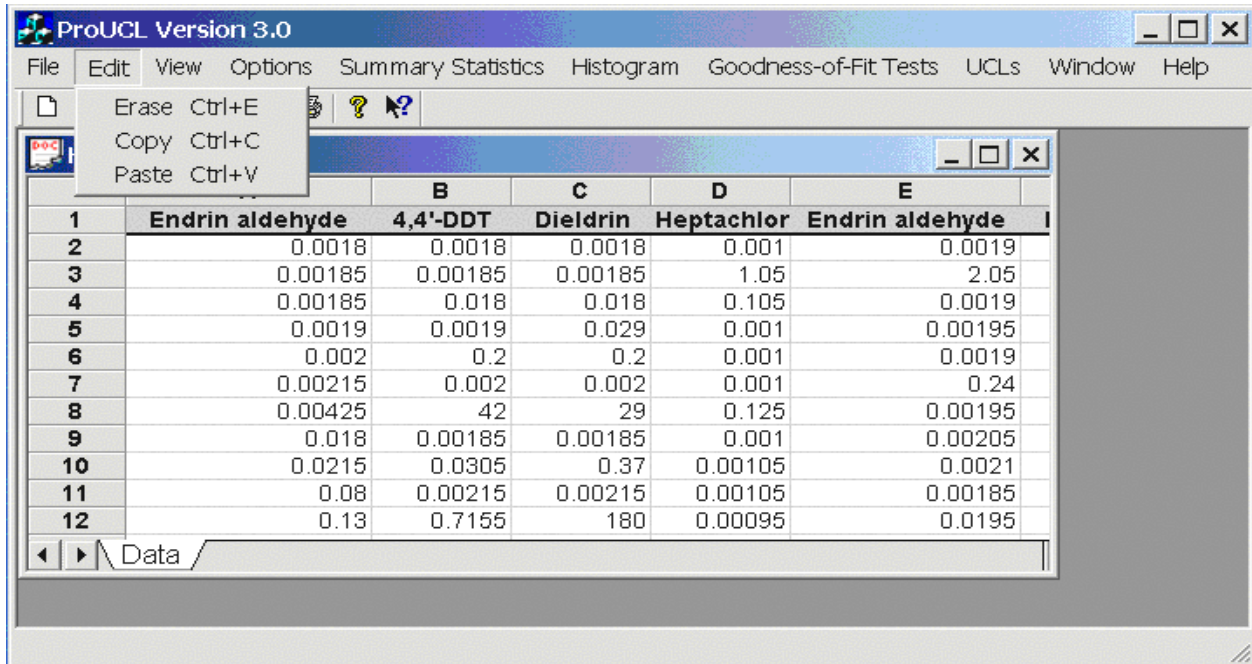 ProUCL Version 3.0
File Edit View Options Summary Statistics Histogram Goodness-of-Fit Tests UCLs Window Help
Erase Ctrl+E
Copy Ctrl+C
Paste Ctrl+V
DOC
B C D E
1 Endrin aldehyde 4,4'-DDT Dieldrin Heptachlor Endrin aldehyde
2 0.0018 0.0018 0.0018 0.001 0.0019
3 0.00185 0.00185 0.00185 1.05 2.05
4 0.00185 0.018 0.018 0.105 0.0019
5 0.0019 0.0019 0.029 0.001 0.00195
6 0.002 0.2 0.2 0.001 0.0019
7 0.00215 0.002 0.002 0.001 0.24
8 0.00425 42 29 0.125 0.00195
9 0.018 0.00185 0.00185 0.001 0.00205
10 0.0215 0.0305 0.37 0.00105 0.0021
11 0.08 0.00215 0.00215 0.00105 0.00185
12 0.13 0.7155 180 0.00095 0.0195
Data